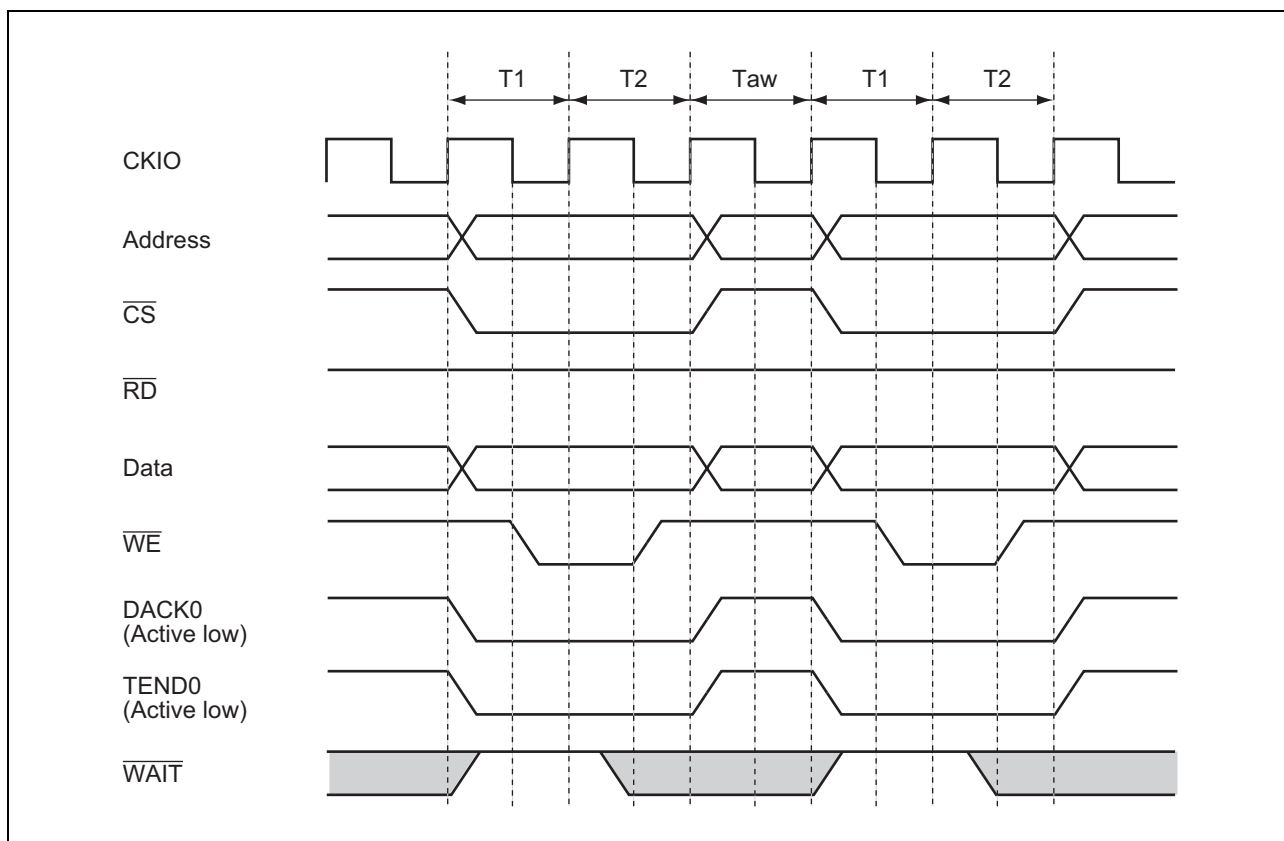 T1 T2 Taw T1 T2
CKIO
Address
CS
RD
Data
WE
DACK0
(Active low)
TEND0
(Active low)
WAIT